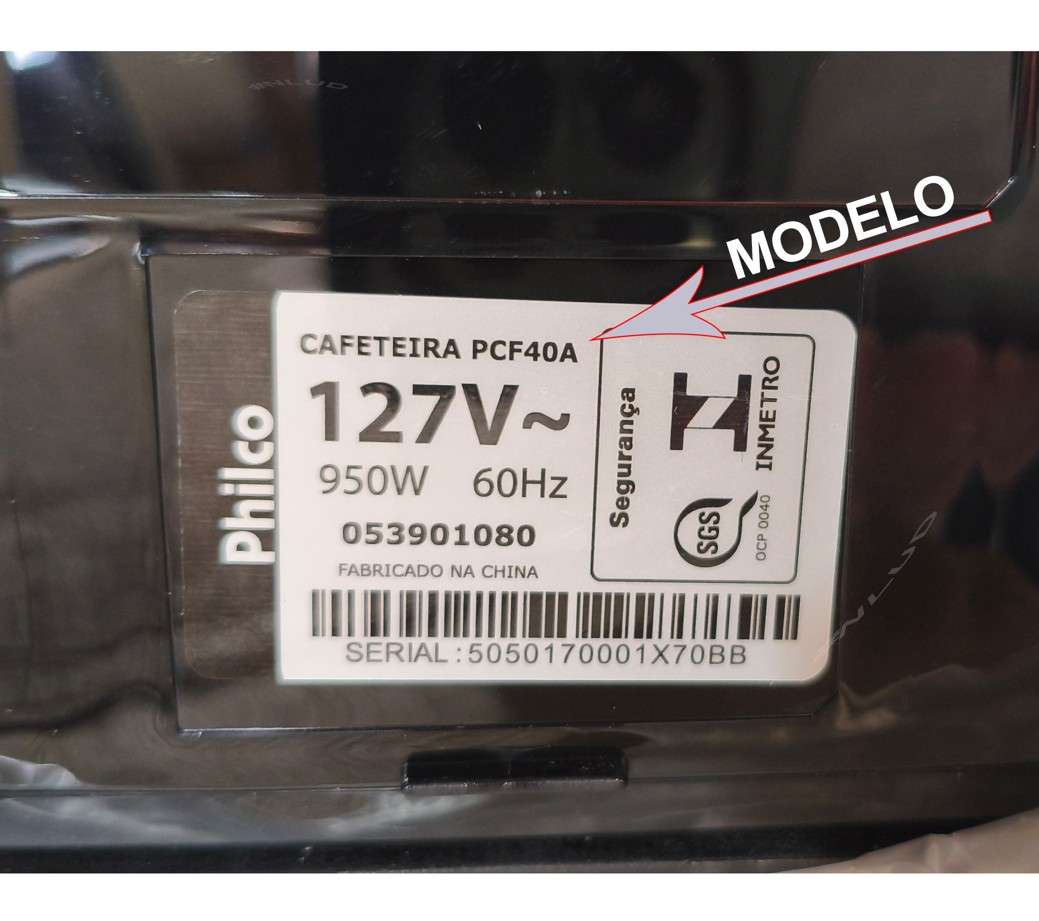 MODELO
CAFETEIRA PCF40A
127V~
950W 60Hz
053901080
FABRICADO NA CHINA
SERIAL : 5050170001X70BB
Philco
Segurança
SGS
OCP 0040
INMETRO